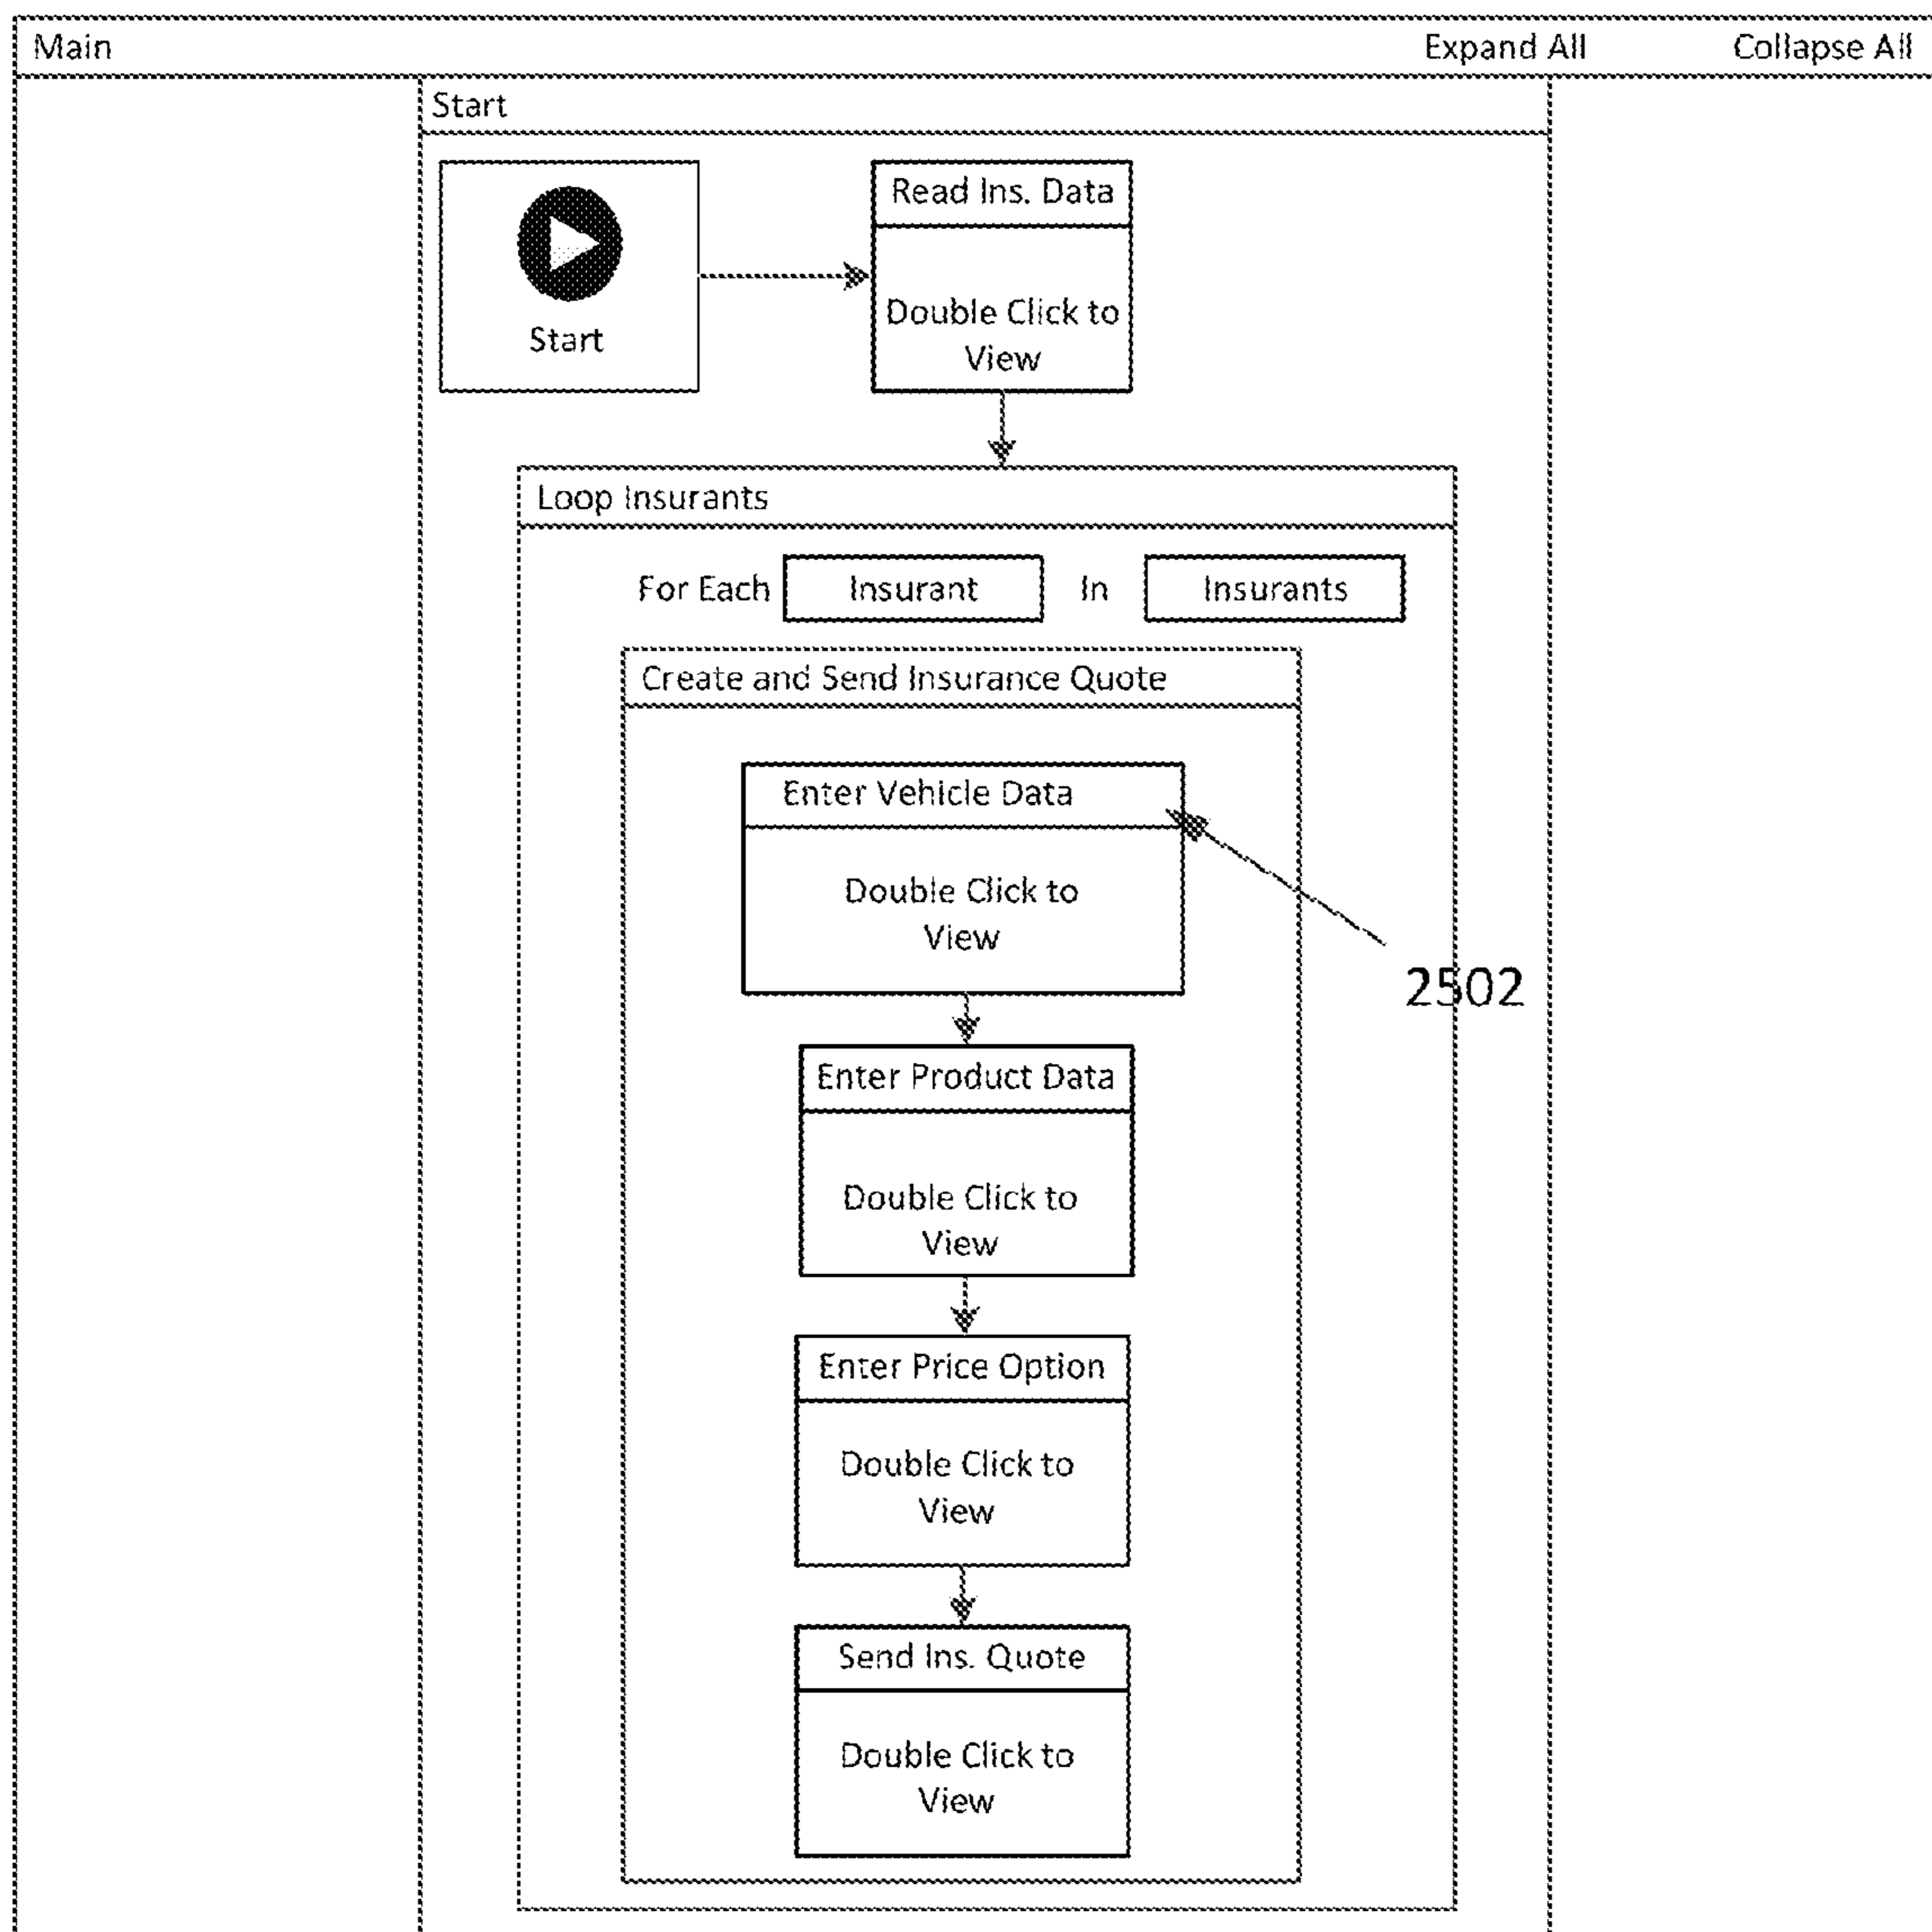 Main Expand All Collapse All
Start
Start
Read Ins. Data
Double Click to
View
Loop Insurants
For Each Insurant In Insurants
Create and Send Insurance Quote
Enter Vehicle Data
Double Click to
View
2502
Enter Product Data
Double Click to
View
Enter Price Option
Double Click to
View
Send Ins. Quote
Double Click to
View